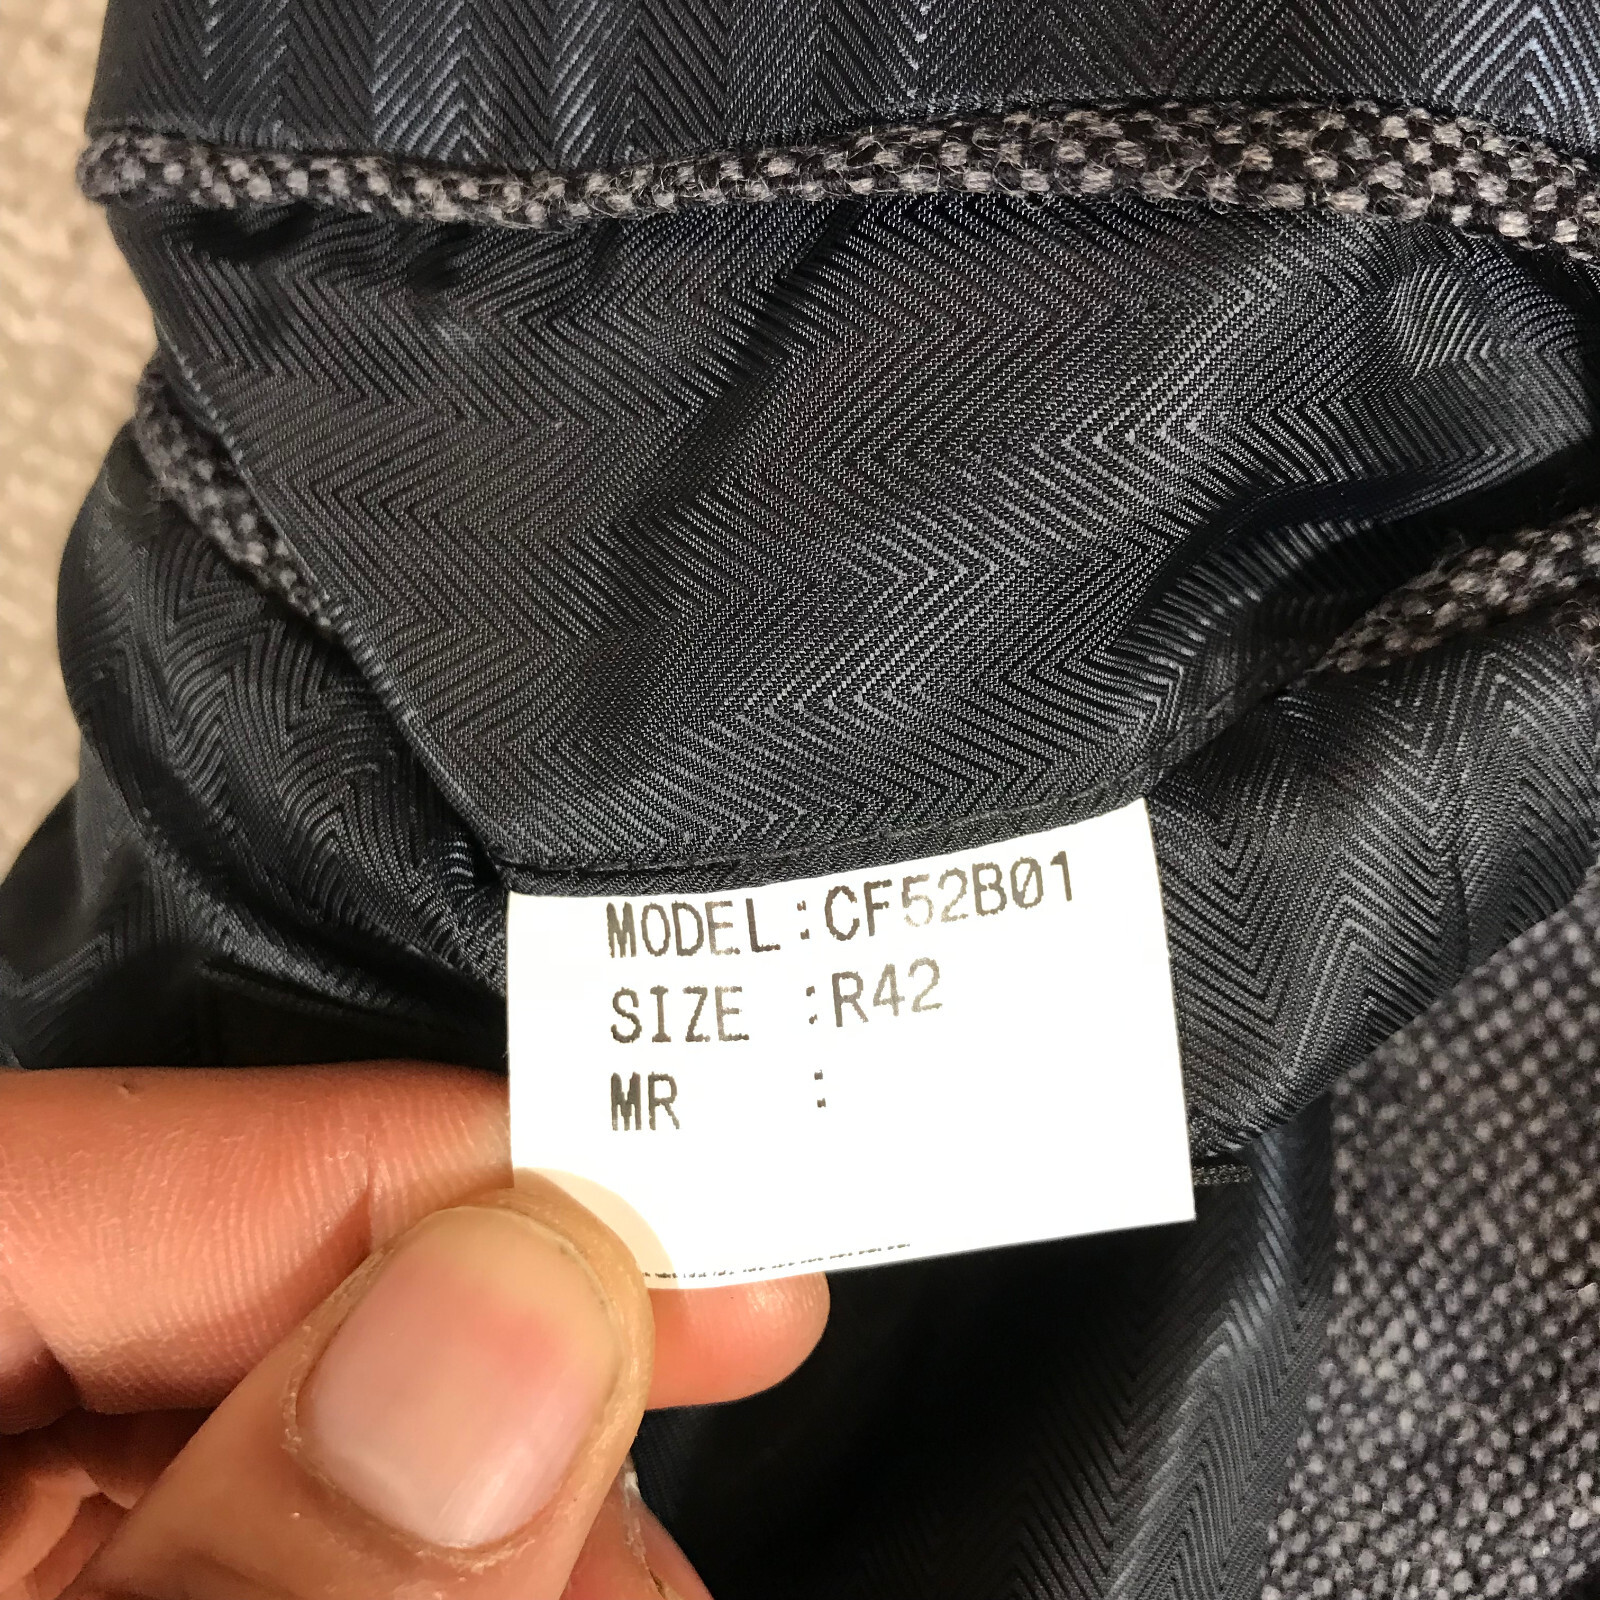 MODEL:CF52B01
SIZE :R42
MR :